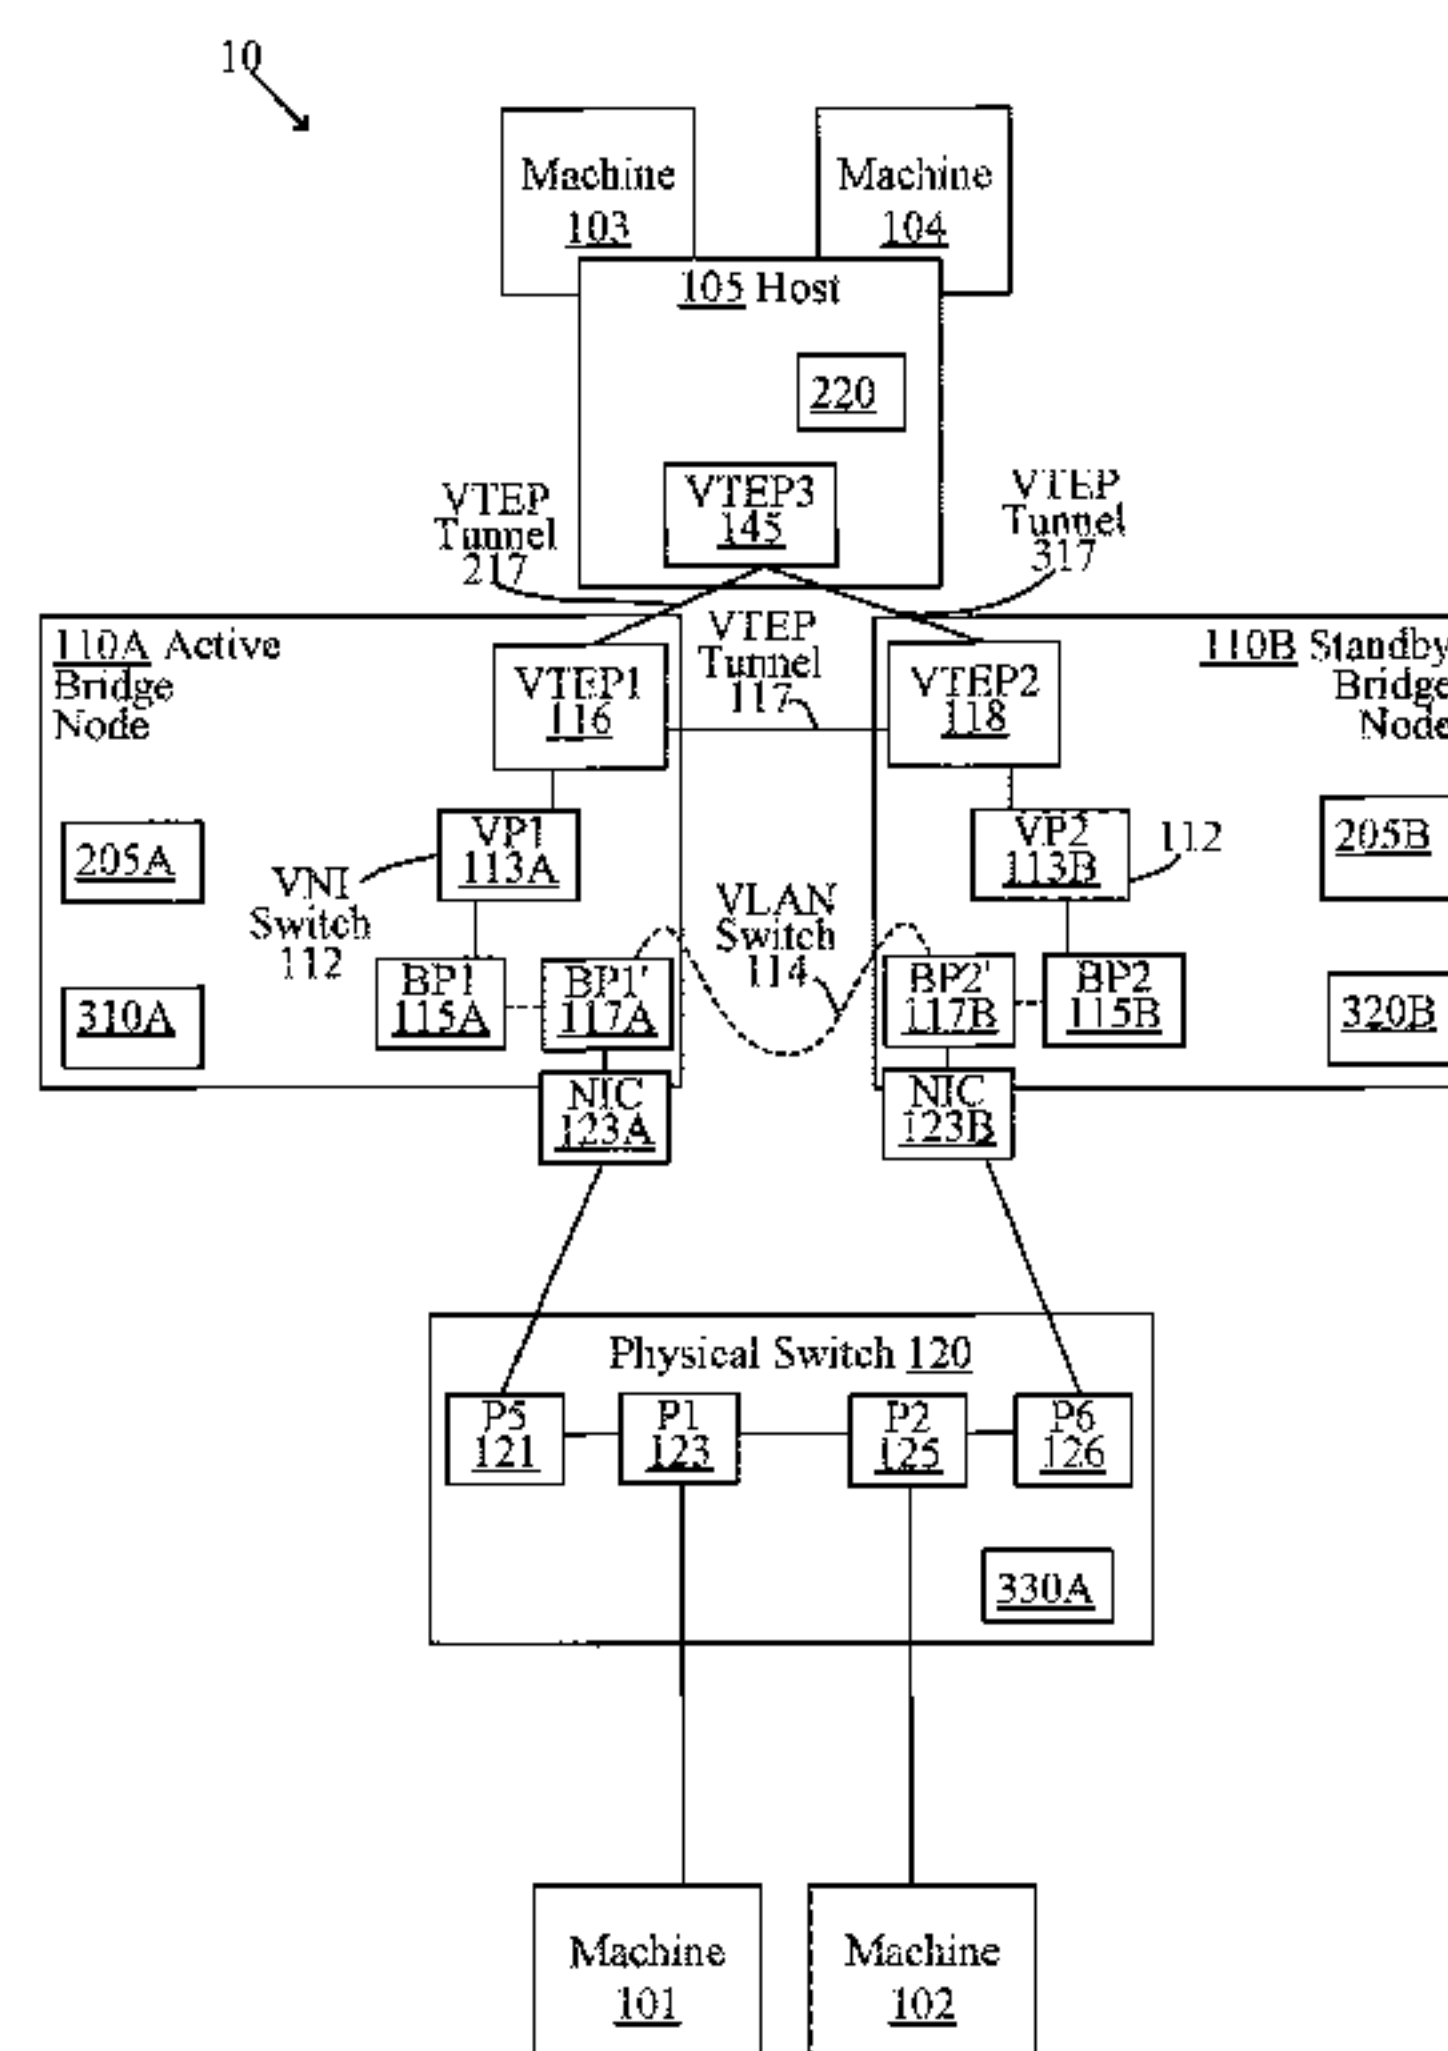 10
Machine
103
Machine
104
105 Host
220
VTEP3
145
VTEP
Tunnel
217
VTEP
Tunnel
317
110A Active
Bridge
Node
VTEP1
116
VTEP
Tunnel
117
VTEP2
118
110B Standby
Bridge
Node
205A
VP1
113A
VP2
113B
112
205B
VNI
Switch
112
VLAN
Switch
114
310A
BP1
115A
BP1'
117A
BP2'
117B
BP2
115B
320B
NIC
123A
NIC
123B
Physical Switch 120
P5
121
P1
123
P2
125
P6
126
330A
Machine
101
Machine
102